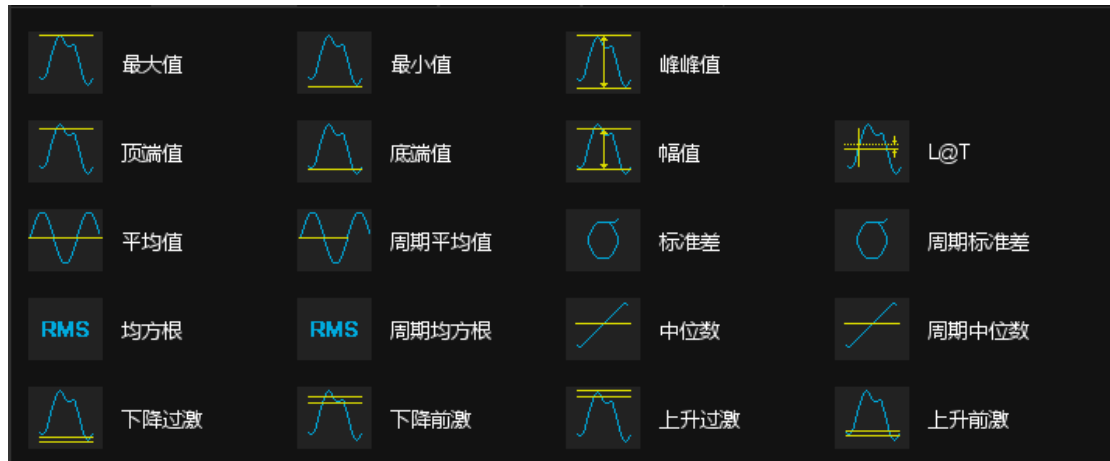 最大值 最小值 峰峰值
顶端值 底端值 幅值 L@T
平均值 周期平均值 标准差 周期标准差
RMS 均方根 RMS 周期均方根 中位数 周期中位数
下降过激 下降前激 上升过激 上升前激